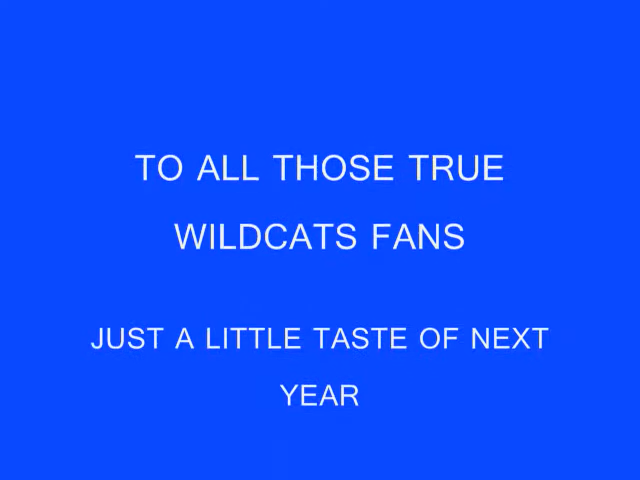 TO ALL THOSE TRUE
WILDCATS FANS
JUST A LITTLE TASTE OF NEXT
YEAR